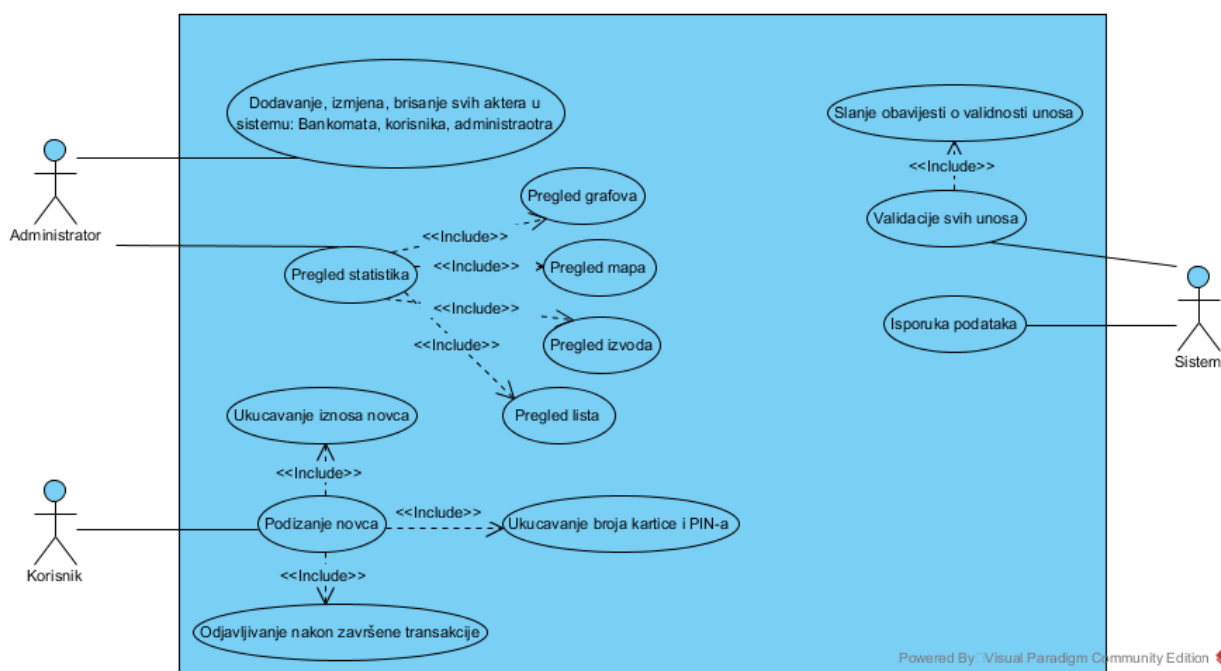 Dodavanje, izmjena, brisanje svih aktera u
sistemu: Bankomata, korisnika, administraotra
Slanje obavijesti o validnosti unosa
<<Include>>
Validacije svih unosa
Administrator
Pregled grafova
<<Include>>
Pregled statistika
<<Include>>
Pregled mapa
<<Include>>
Pregled izvoda
<<Include>>
Pregled lista
Isporuka podataka
Sistem
Ukucavanje iznosa novca
<<Include>>
Podizanje novca
<<Include>>
Ukucavanje broja kartice i PIN-a
Korisnik
<<Include>>
Odjavljivanje nakon završene transakcije
Powered By Visual Paradigm Community Edition